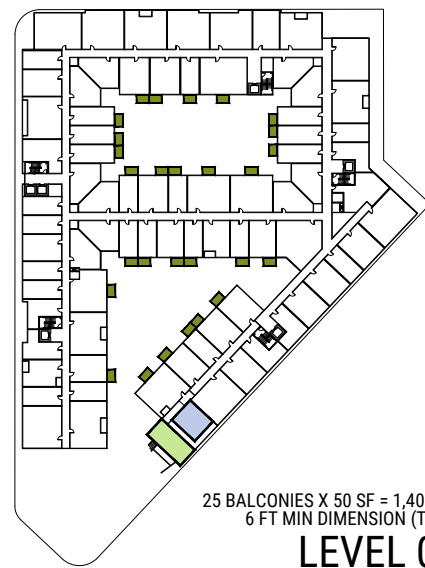 25 BALCONIES X 50 SF = 1,40
6 FT MIN DIMENSION (T
LEVEL